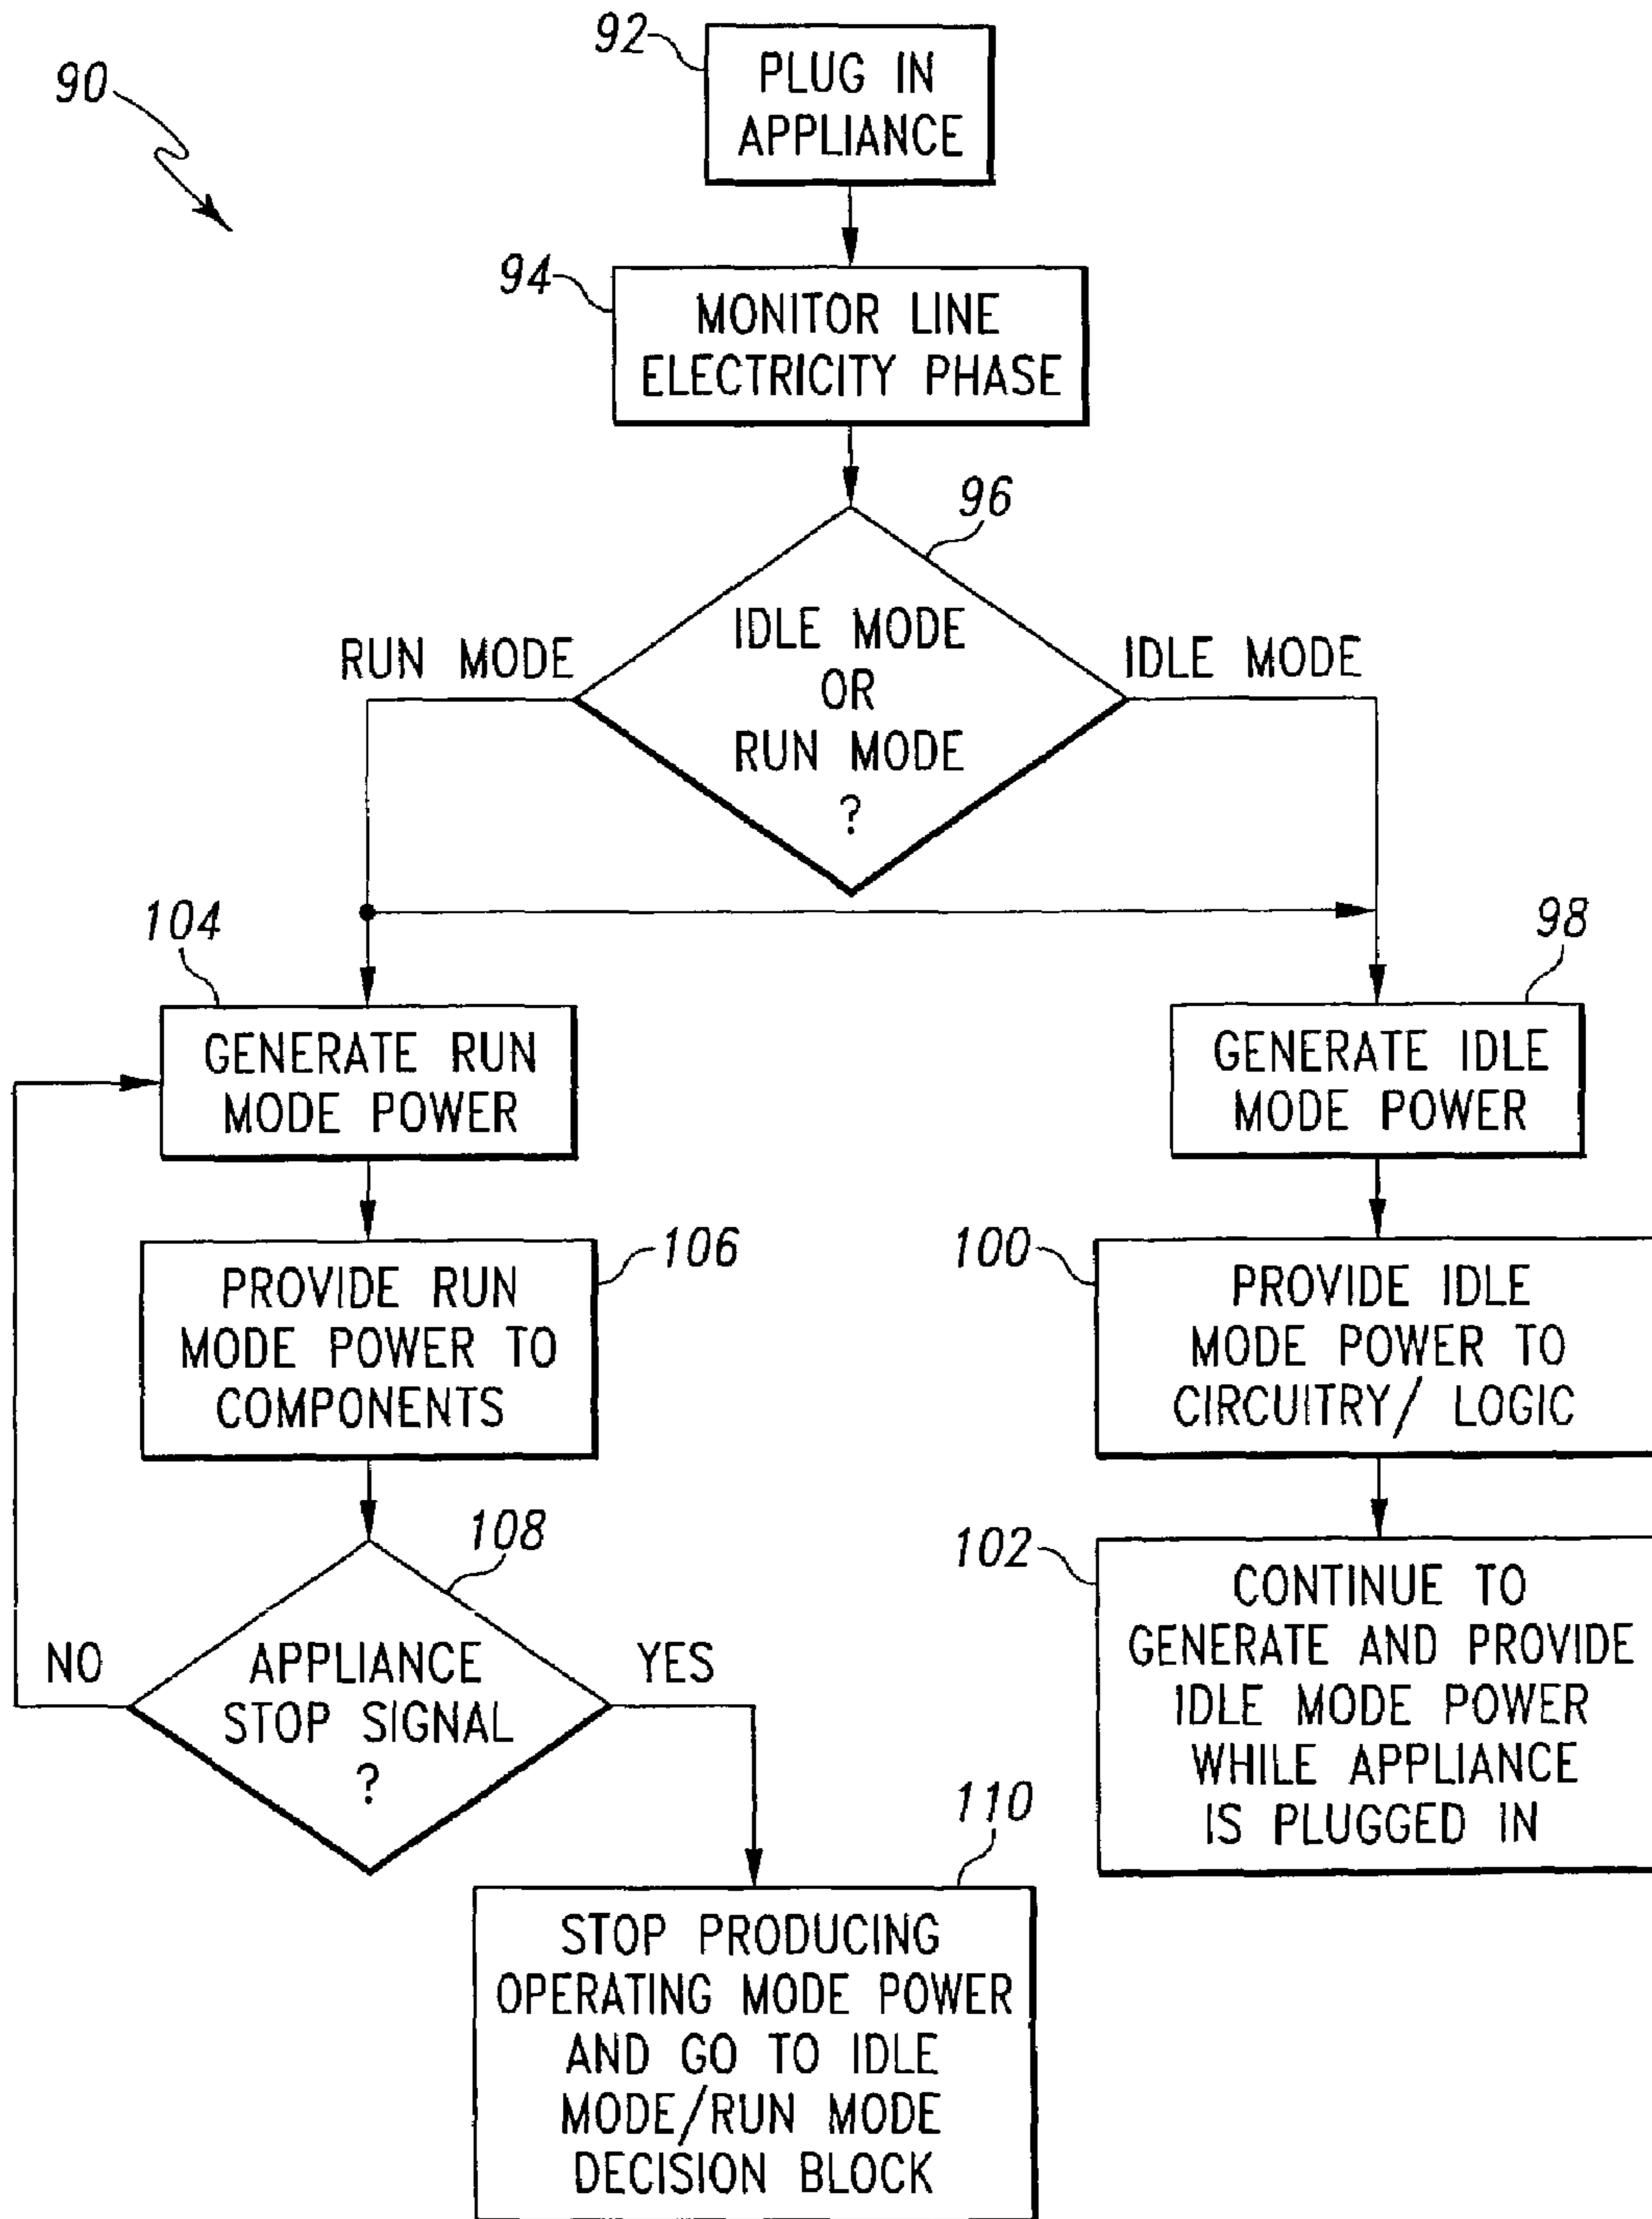 92
PLUG IN
APPLIANCE
90
94
MONITOR LINE
ELECTRICITY PHASE
96
IDLE MODE
OR
RUN MODE
?
RUN MODE
IDLE MODE
104
GENERATE RUN
MODE POWER
98
GENERATE IDLE
MODE POWER
106
PROVIDE RUN
MODE POWER TO
COMPONENTS
100
PROVIDE IDLE
MODE POWER TO
CIRCUITRY/ LOGIC
108
APPLIANCE
STOP SIGNAL
?
NO
YES
102
CONTINUE TO
GENERATE AND PROVIDE
IDLE MODE POWER
WHILE APPLIANCE
IS PLUGGED IN
110
STOP PRODUCING
OPERATING MODE POWER
AND GO TO IDLE
MODE/RUN MODE
DECISION BLOCK